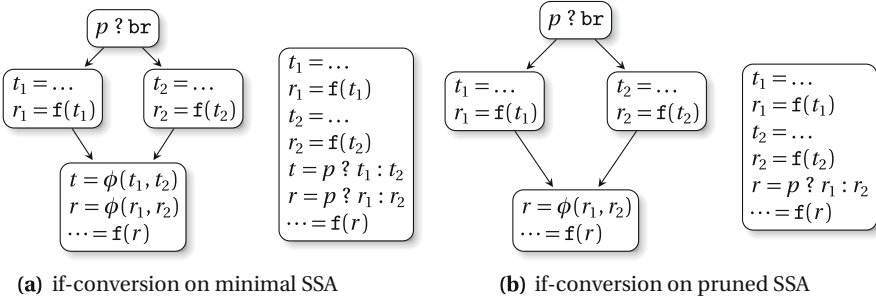 p ? br
t₁ = …
r₁ = f(t₁)
t₂ = …
r₂ = f(t₂)
t = ϕ(t₁, t₂)
r = ϕ(r₁, r₂)
⋯ = f(r)
t₁ = …
r₁ = f(t₁)
t₂ = …
r₂ = f(t₂)
t = p ? t₁ : t₂
r = p ? r₁ : r₂
⋯ = f(r)
(a) if-conversion on minimal SSA
p ? br
t₁ = …
r₁ = f(t₁)
t₂ = …
r₂ = f(t₂)
r = ϕ(r₁, r₂)
⋯ = f(r)
t₁ = …
r₁ = f(t₁)
t₂ = …
r₂ = f(t₂)
r = p ? r₁ : r₂
⋯ = f(r)
(b) if-conversion on pruned SSA